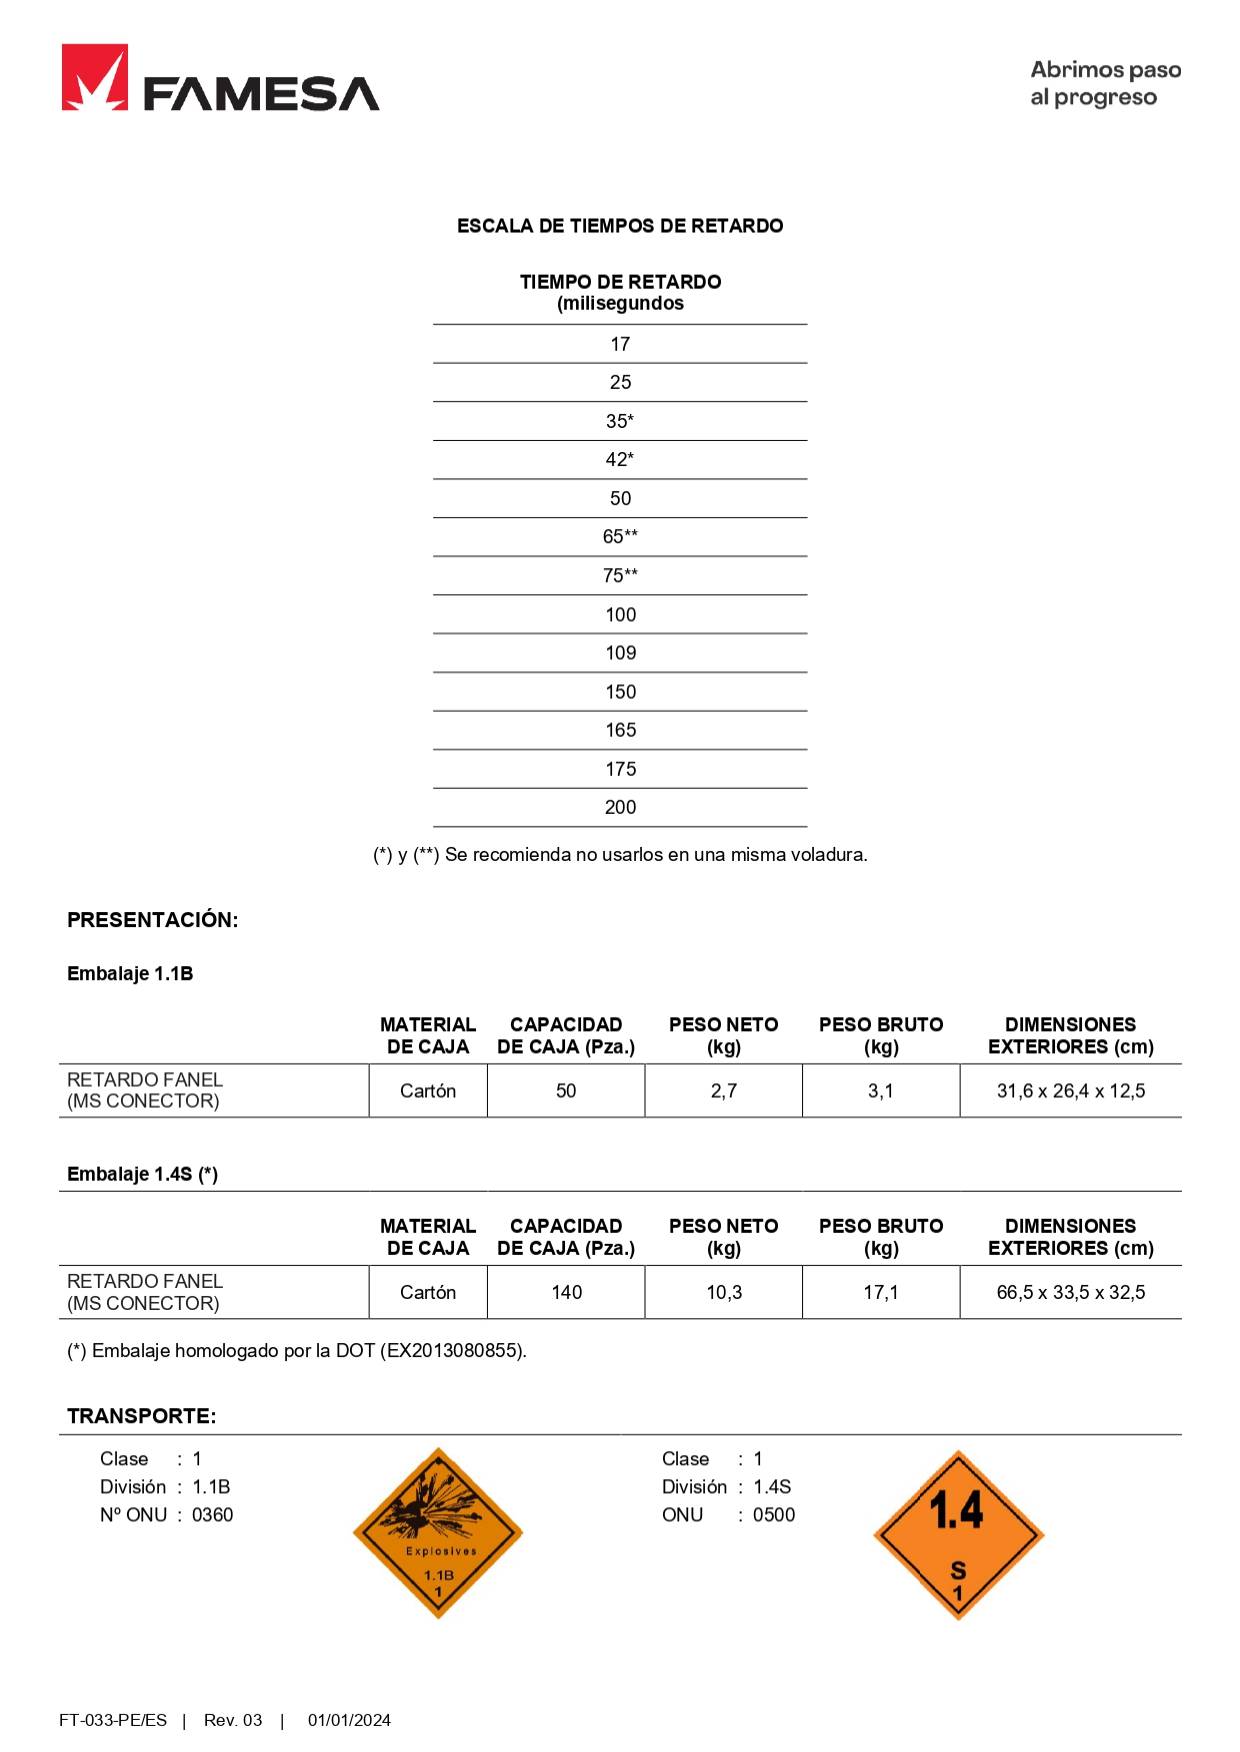 FAMESA
Abrimos paso
al progreso
ESCALA DE TIEMPOS DE RETARDO
TIEMPO DE RETARDO
(milisegundos
17
25
35*
42*
50
65**
75**
100
109
150
165
175
200
(*) y (**) Se recomienda no usarlos en una misma voladura.
PRESENTACIÓN:
Embalaje 1.1B
MATERIAL CAPACIDAD PESO NETO PESO BRUTO DIMENSIONES
DE CAJA DE CAJA (Pza.) (kg) (kg) EXTERIORES (cm)
RETARDO FANEL
(MS CONECTOR) Cartón 50 2,7 3,1 31,6 x 26,4 x 12,5
Embalaje 1.4S (*)
MATERIAL CAPACIDAD PESO NETO PESO BRUTO DIMENSIONES
DE CAJA DE CAJA (Pza.) (kg) (kg) EXTERIORES (cm)
RETARDO FANEL
(MS CONECTOR) Cartón 140 10,3 17,1 66,5 x 33,5 x 32,5
(*) Embalaje homologado por la DOT (EX2013080855).
TRANSPORTE:
Clase : 1
División : 1.1B
Nº ONU : 0360
Explosives
1.1B
1
Clase : 1
División : 1.4S
ONU : 0500
1.4
S
1
FT-033-PE/ES | Rev. 03 | 01/01/2024